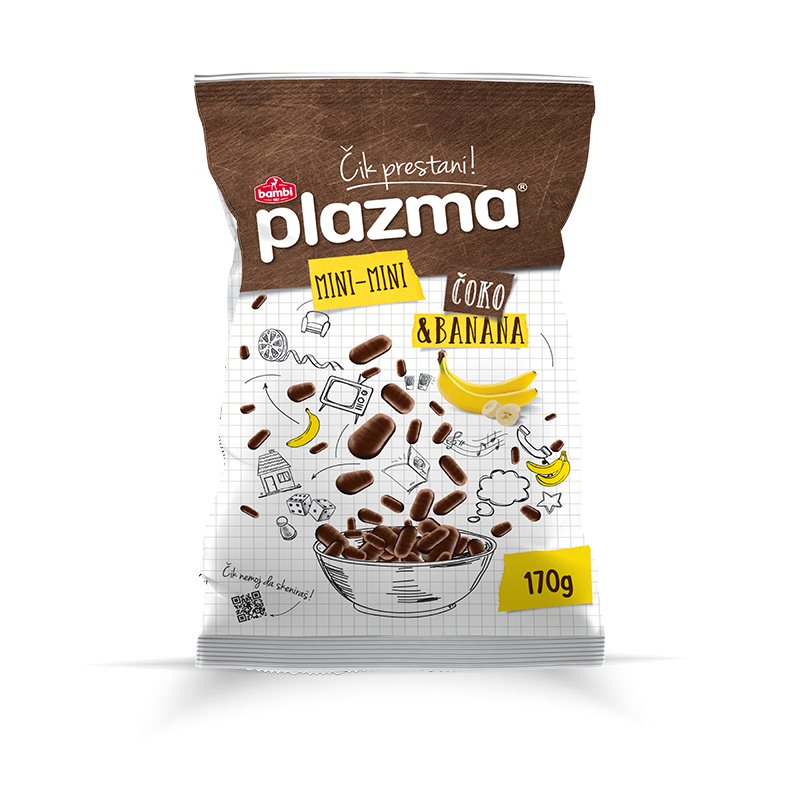 Čik prestani!
bambi
plazma®
MINI-MINI
ČOKO
&BANANA
Čik nemoj da skeniraš!
170g